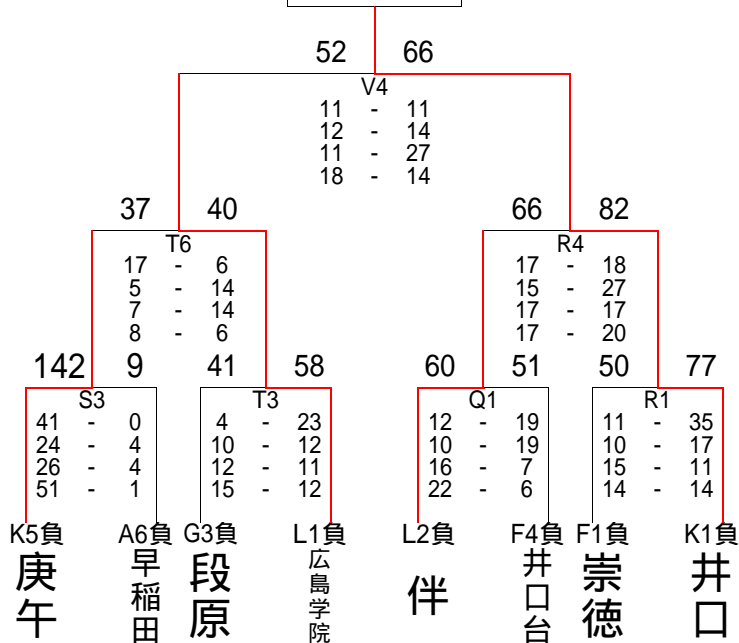 52 66
V4
11 - 11
12 - 14
11 - 27
18 - 14
37 40
T6
17 - 6
5 - 14
7 - 14
8 - 6
66 82
R4
17 - 18
15 - 27
17 - 17
17 - 20
142 9
S3
41 - 0
24 - 4
26 - 4
51 - 1
41 58
T3
4 - 23
10 - 12
12 - 11
15 - 12
60 51
Q1
12 - 19
10 - 19
16 - 7
22 - 6
50 77
R1
11 - 35
10 - 17
15 - 11
14 - 14
K5負 A6負 G3負 L1負 L2負 F4負 F1負 K1負
庚午
早稲田
段原
広島学院
伴
井口台
崇徳
井口